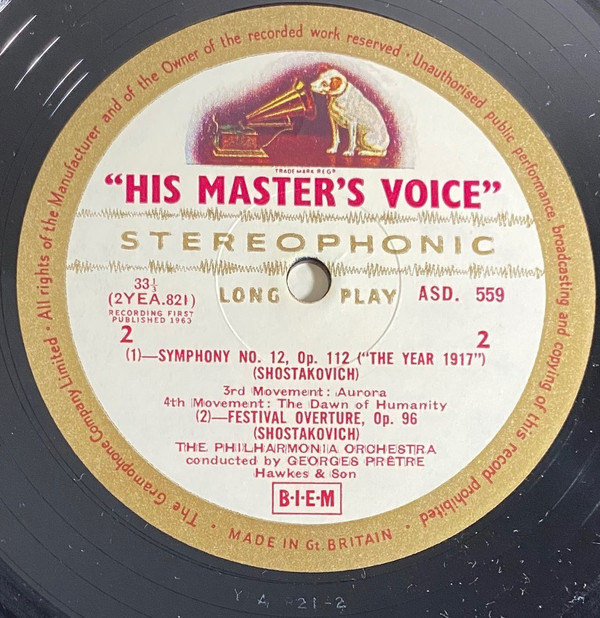 The Gramophone Company Limited · All rights of the Manufacturer and of the Owner of the recorded work reserved · Unauthorised public performance, broadcasting and copying of this record prohibited ·
TRADE MARK REGD
“HIS MASTER'S VOICE”
STEREOPHONIC
33⅓
(2YEA.821)
RECORDING FIRST
PUBLISHED 1963
LONG PLAY
ASD. 559
2
2
(1)—SYMPHONY NO. 12, Op. 112 (“THE YEAR 1917”)
(SHOSTAKOVICH)
3rd Movement: Aurora
4th Movement: The Dawn of Humanity
(2)—FESTIVAL OVERTURE, Op. 96
(SHOSTAKOVICH)
THE PHILHARMONIA ORCHESTRA
conducted by GEORGES PRÊTRE
Hawkes & Son
B·I·E·M
MADE IN Gt. BRITAIN